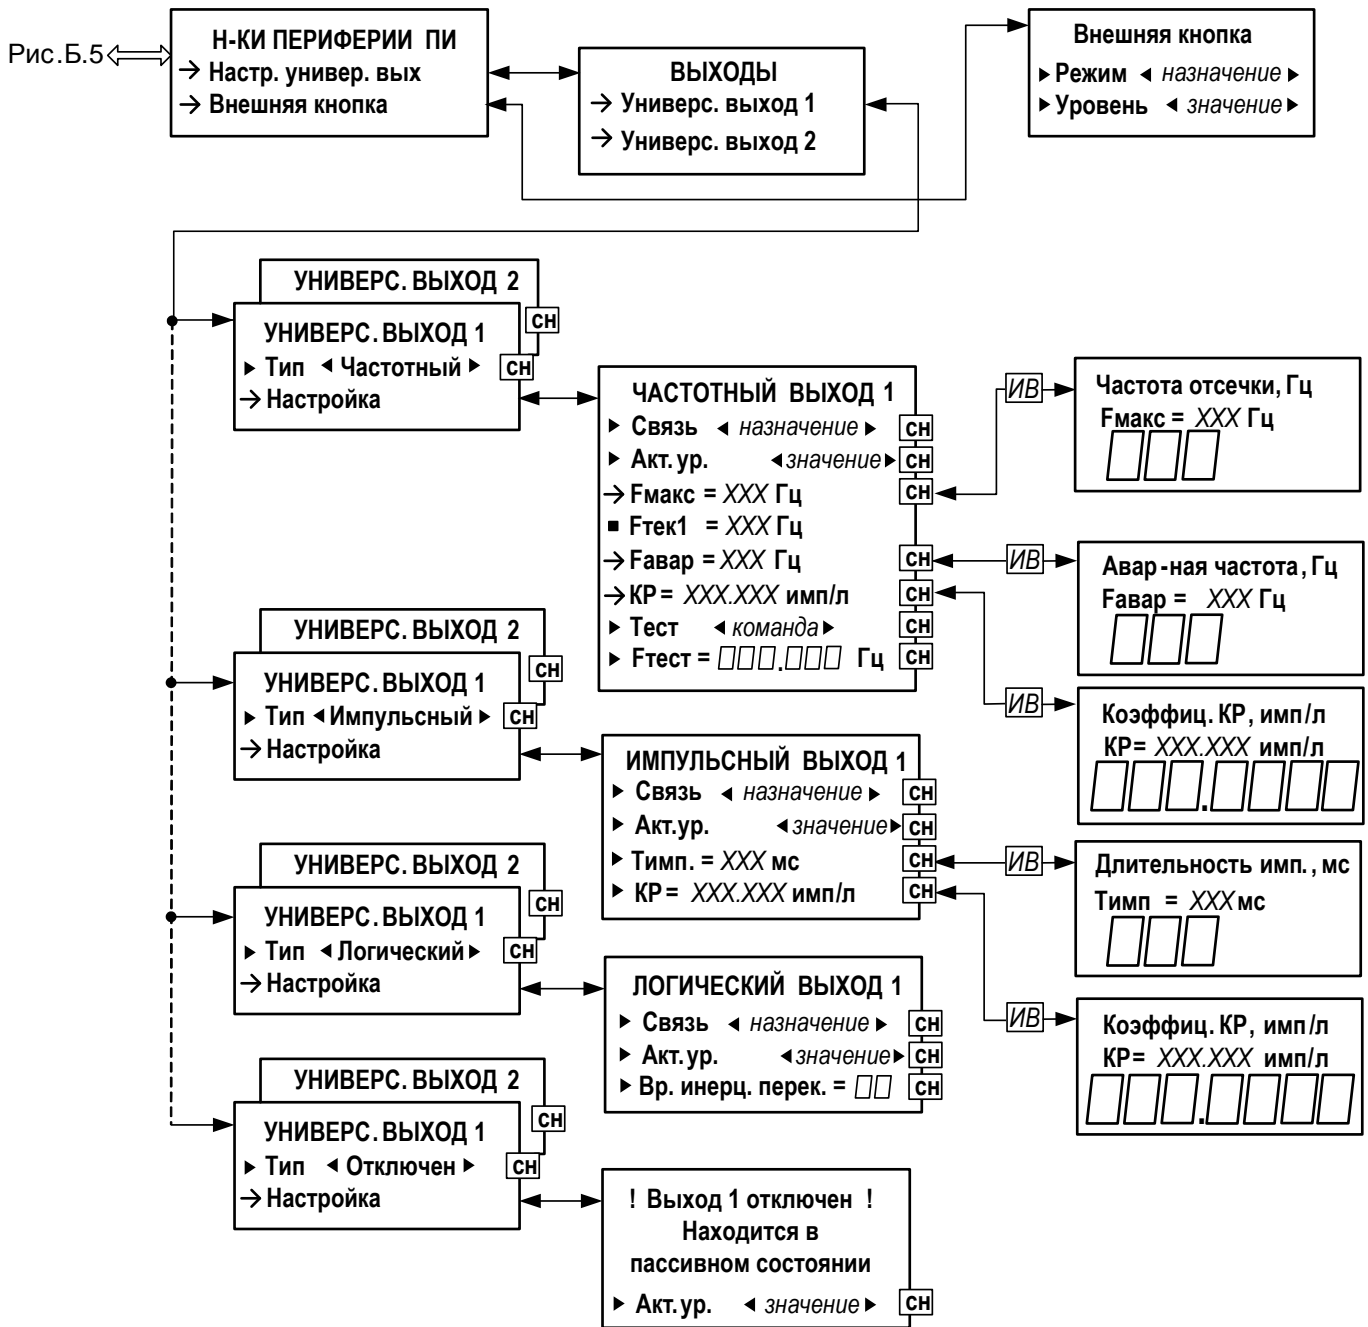 Рис.Б.5
Н-КИ ПЕРИФЕРИИ ПИ
→ Настр. универ. вых
→ Внешняя кнопка
ВЫХОДЫ
→ Универс. выход 1
→ Универс. выход 2
Внешняя кнопка
▸ Режим ◂ назначение ▸
▸ Уровень ◂ значение ▸
УНИВЕРС. ВЫХОД 2
СН
УНИВЕРС. ВЫХОД 1
▸ Тип ◂ Частотный ▸ СН
→ Настройка
ЧАСТОТНЫЙ ВЫХОД 1
▸ Связь ◂ назначение ▸ СН
▸ Акт. ур. ◂ значение ▸ СН
→ Fмакс = XXX Гц СН
▪ Fтек1 = XXX Гц
→ Fавар = XXX Гц СН
→ КР = XXX.XXX имп/л СН
▸ Тест ◂ команда ▸ СН
▸ Fтест = □□□.□□□ Гц СН
ИВ
Частота отсечки, Гц
Fмакс = XXX Гц
ИВ
Авар-ная частота, Гц
Fавар = XXX Гц
ИВ
Коэффиц. КР, имп/л
КР = XXX.XXX имп/л
УНИВЕРС. ВЫХОД 2
СН
УНИВЕРС. ВЫХОД 1
▸ Тип ◂ Импульсный ▸ СН
→ Настройка
ИМПУЛЬСНЫЙ ВЫХОД 1
▸ Связь ◂ назначение ▸ СН
▸ Акт.ур. ◂ значение ▸ СН
▸ Тимп. = XXX мс СН
▸ КР = XXX.XXX имп/л СН
ИВ
Длительность имп., мс
Тимп = XXX мс
ИВ
Коэффиц. КР, имп/л
КР = XXX.XXX имп/л
УНИВЕРС. ВЫХОД 2
СН
УНИВЕРС. ВЫХОД 1
▸ Тип ◂ Логический ▸ СН
→ Настройка
ЛОГИЧЕСКИЙ ВЫХОД 1
▸ Связь ◂ назначение ▸ СН
▸ Акт.ур. ◂ значение ▸ СН
▸ Вр. инерц. перек. = □□ СН
УНИВЕРС. ВЫХОД 2
СН
УНИВЕРС. ВЫХОД 1
▸ Тип ◂ Отключен ▸ СН
→ Настройка
! Выход 1 отключен !
Находится в
пассивном состоянии
▸ Акт.ур. ◂ значение ▸ СН